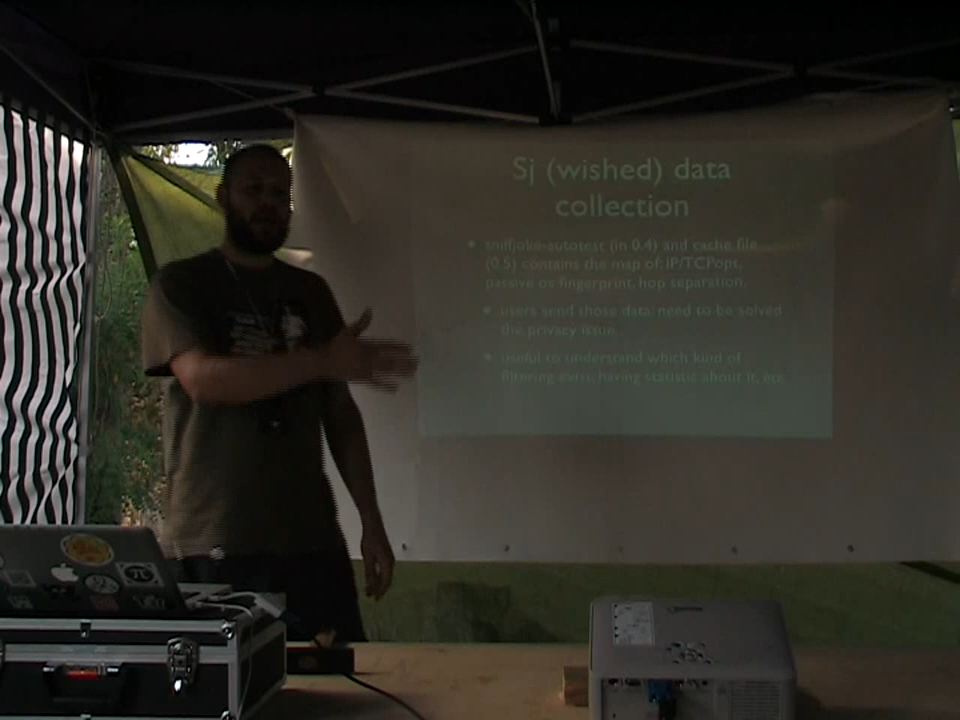 Sj (wished) data
collection
• sniffjoke-autotest (in 0.4) and cache file
(0.5) contains the map of: IP/TCPopt,
passive os fingerprint, hop separation.
• users send those data: need to be solved
the privacy issue.
• useful to understand which kind of
filtering exist, having statistic about it, etc
π